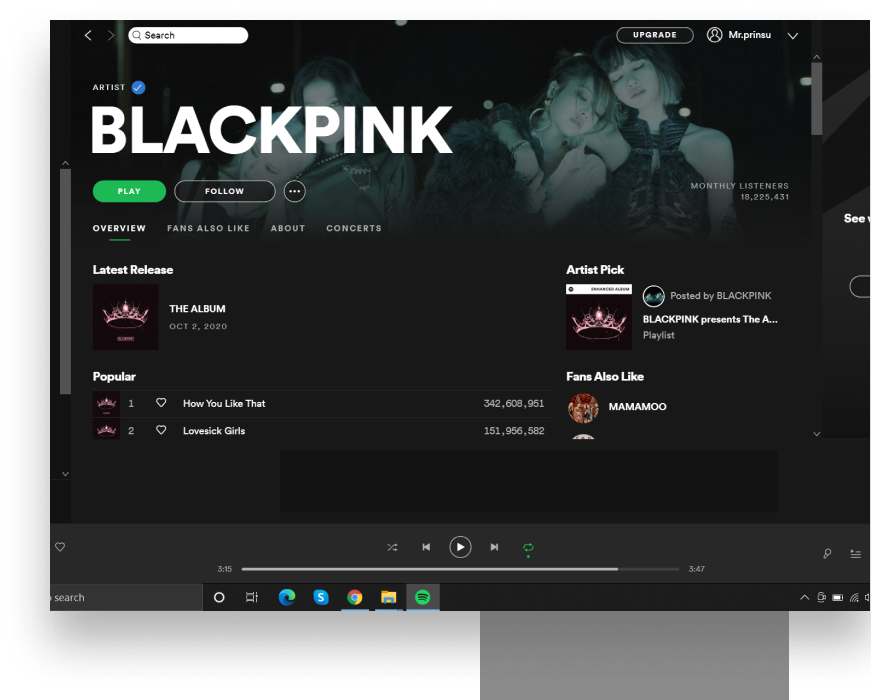 Search
UPGRADE
Mr.prinsu
ARTIST
BLACKPINK
PLAY
FOLLOW
MONTHLY LISTENERS
18,225,431
See
OVERVIEW
FANS ALSO LIKE
ABOUT
CONCERTS
Latest Release
THE ALBUM
OCT 2, 2020
Artist Pick
ENHANCED ALBUM
Posted by BLACKPINK
BLACKPINK presents The A...
Playlist
Popular
1 How You Like That 342,608,951
2 Lovesick Girls 151,956,582
Fans Also Like
MAMAMOO
3:15
3:47
search